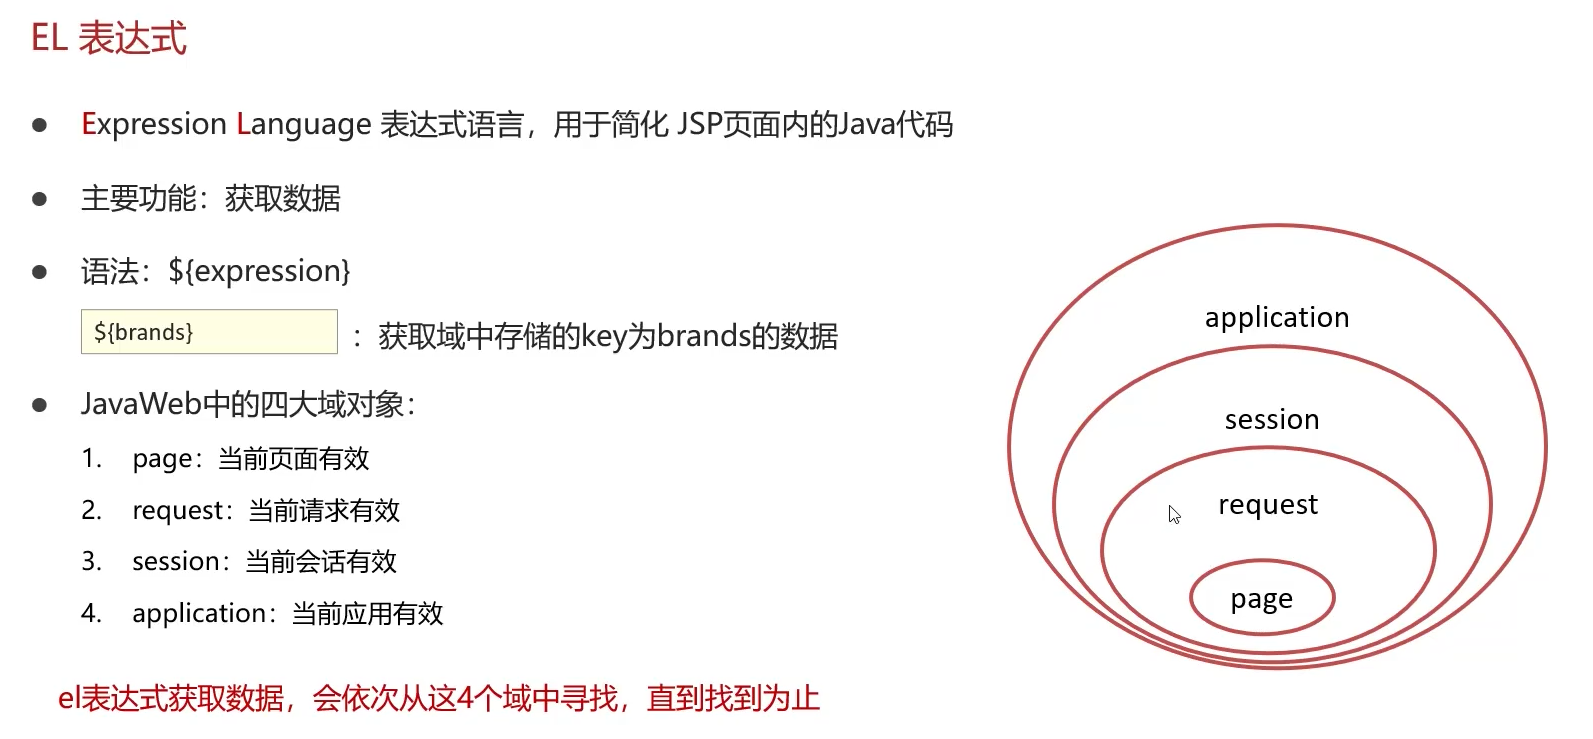 EL 表达式
● Expression Language 表达式语言，用于简化 JSP页面内的Java代码
● 主要功能：获取数据
● 语法：${expression}
${brands} ：获取域中存储的key为brands的数据
● JavaWeb中的四大域对象：
1. page：当前页面有效
2. request：当前请求有效
3. session：当前会话有效
4. application：当前应用有效
el表达式获取数据，会依次从这4个域中寻找，直到找到为止
application
session
request
page